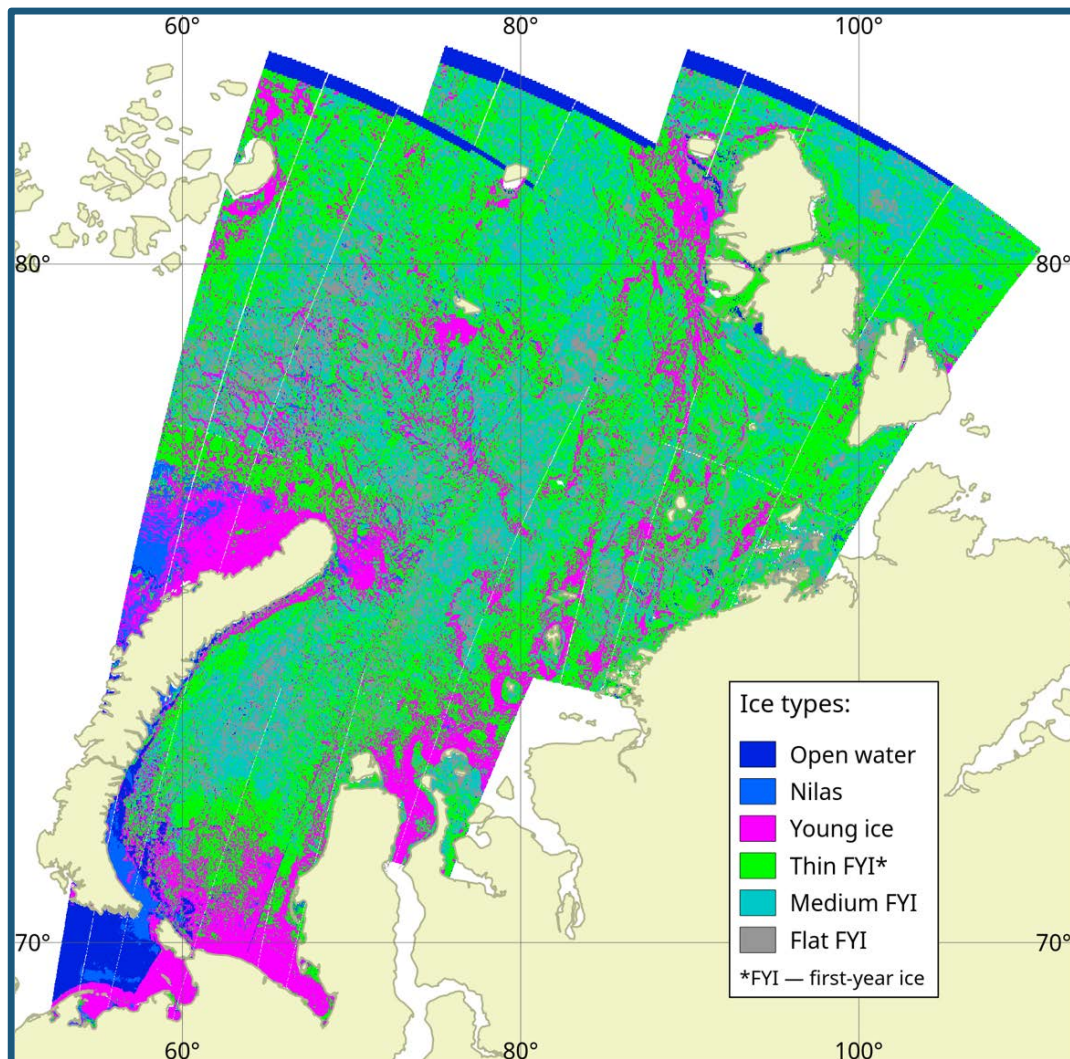 60° 80° 100°
80° 80°
Ice types:
Open water
Nilas
Young ice
Thin FYI*
Medium FYI
Flat FYI
*FYI — first-year ice
70° 70°
60° 80° 100°